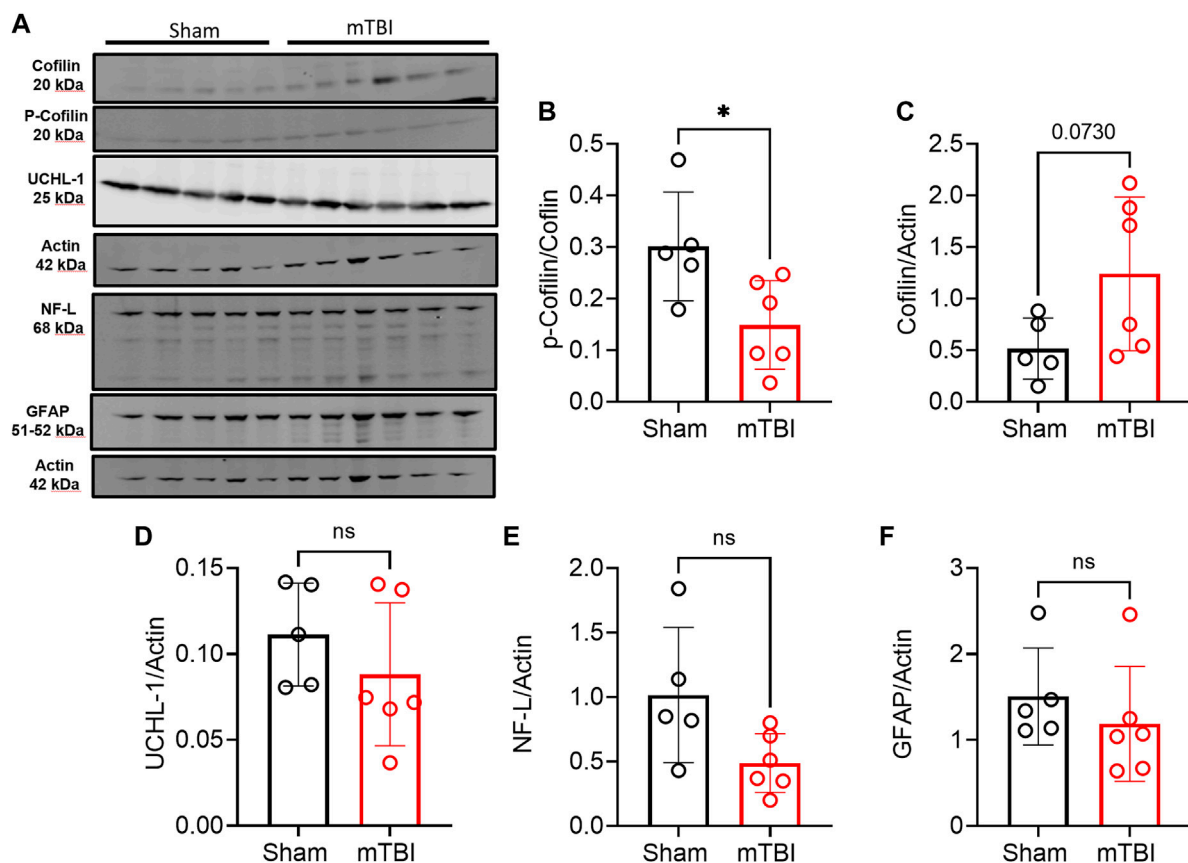 A
Sham mTBI
Cofilin
20 kDa
P-Cofilin
20 kDa
UCHL-1
25 kDa
Actin
42 kDa
NF-L
68 kDa
GFAP
51-52 kDa
Actin
42 kDa
B
*
p-Cofilin/Coflin
0.5
0.4
0.3
0.2
0.1
0.0
Sham mTBI
C
0.0730
Cofilin/Actin
2.5
2.0
1.5
1.0
0.5
0.0
Sham mTBI
D
ns
UCHL-1/Actin
0.15
0.10
0.05
0.00
Sham mTBI
E
ns
NF-L/Actin
2.0
1.5
1.0
0.5
0.0
Sham mTBI
F
ns
GFAP/Actin
3
2
1
0
Sham mTBI